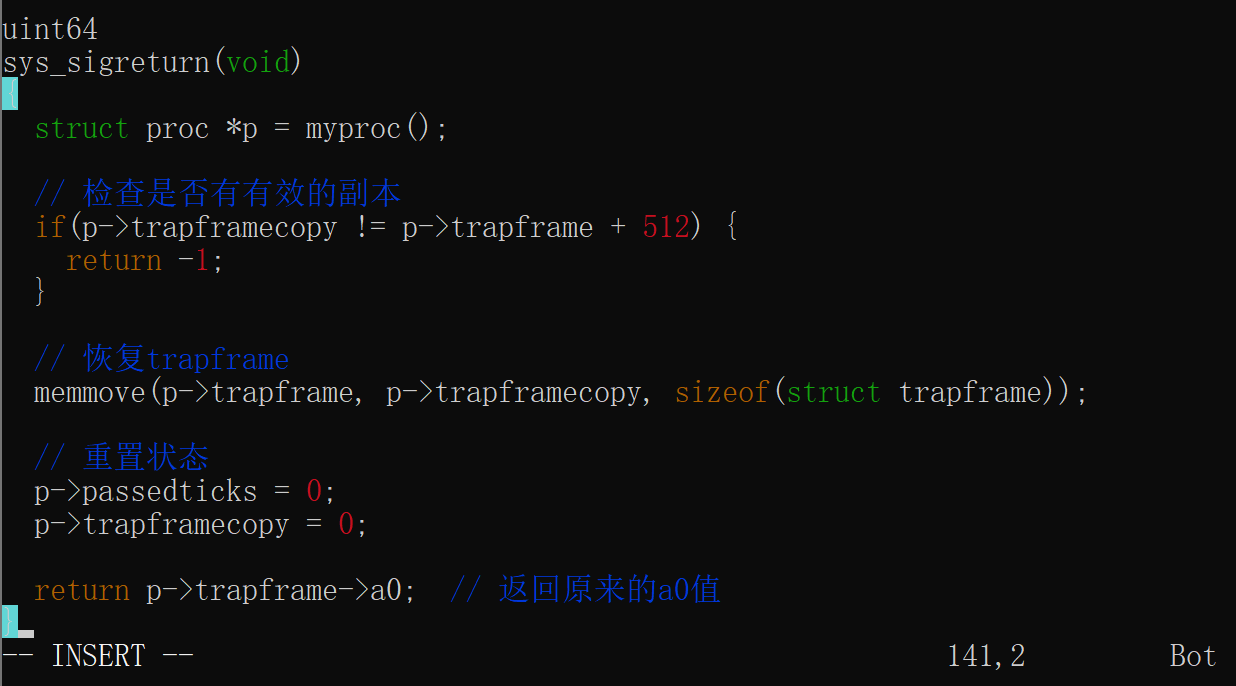 uint64
sys_sigreturn(void)
{
  struct proc *p = myproc();
  // 检查是否有有效的副本
  if(p->trapframecopy != p->trapframe + 512) {
    return -1;
  }
  // 恢复trapframe
  memmove(p->trapframe, p->trapframecopy, sizeof(struct trapframe));
  // 重置状态
  p->passedticks = 0;
  p->trapframecopy = 0;
  return p->trapframe->a0;  // 返回原来的a0值
}
-- INSERT -- 141,2 Bot